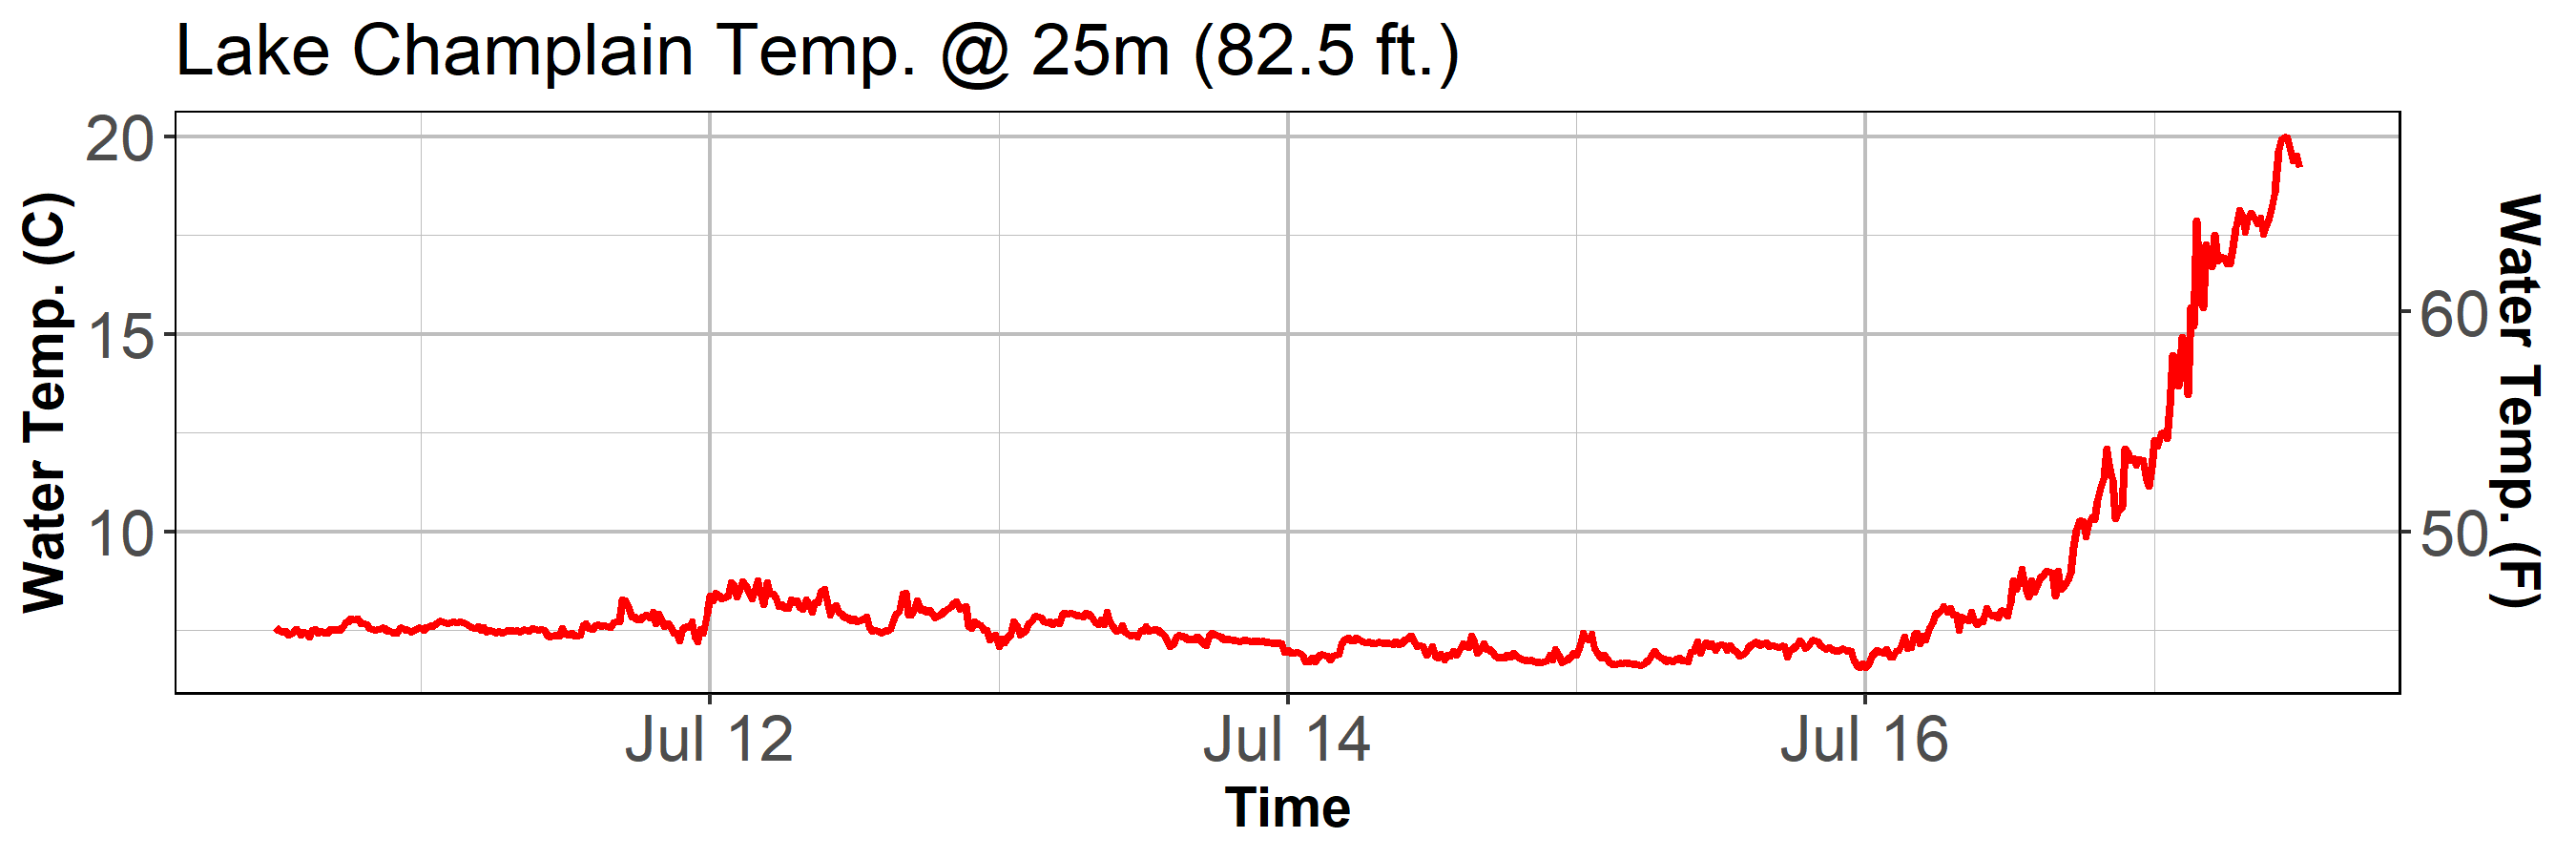 Lake Champlain Temp. @ 25m (82.5 ft.)
Water Temp. (C)
20
15
10
60
50
Water Temp. (F)
Jul 12 Jul 14 Jul 16
Time